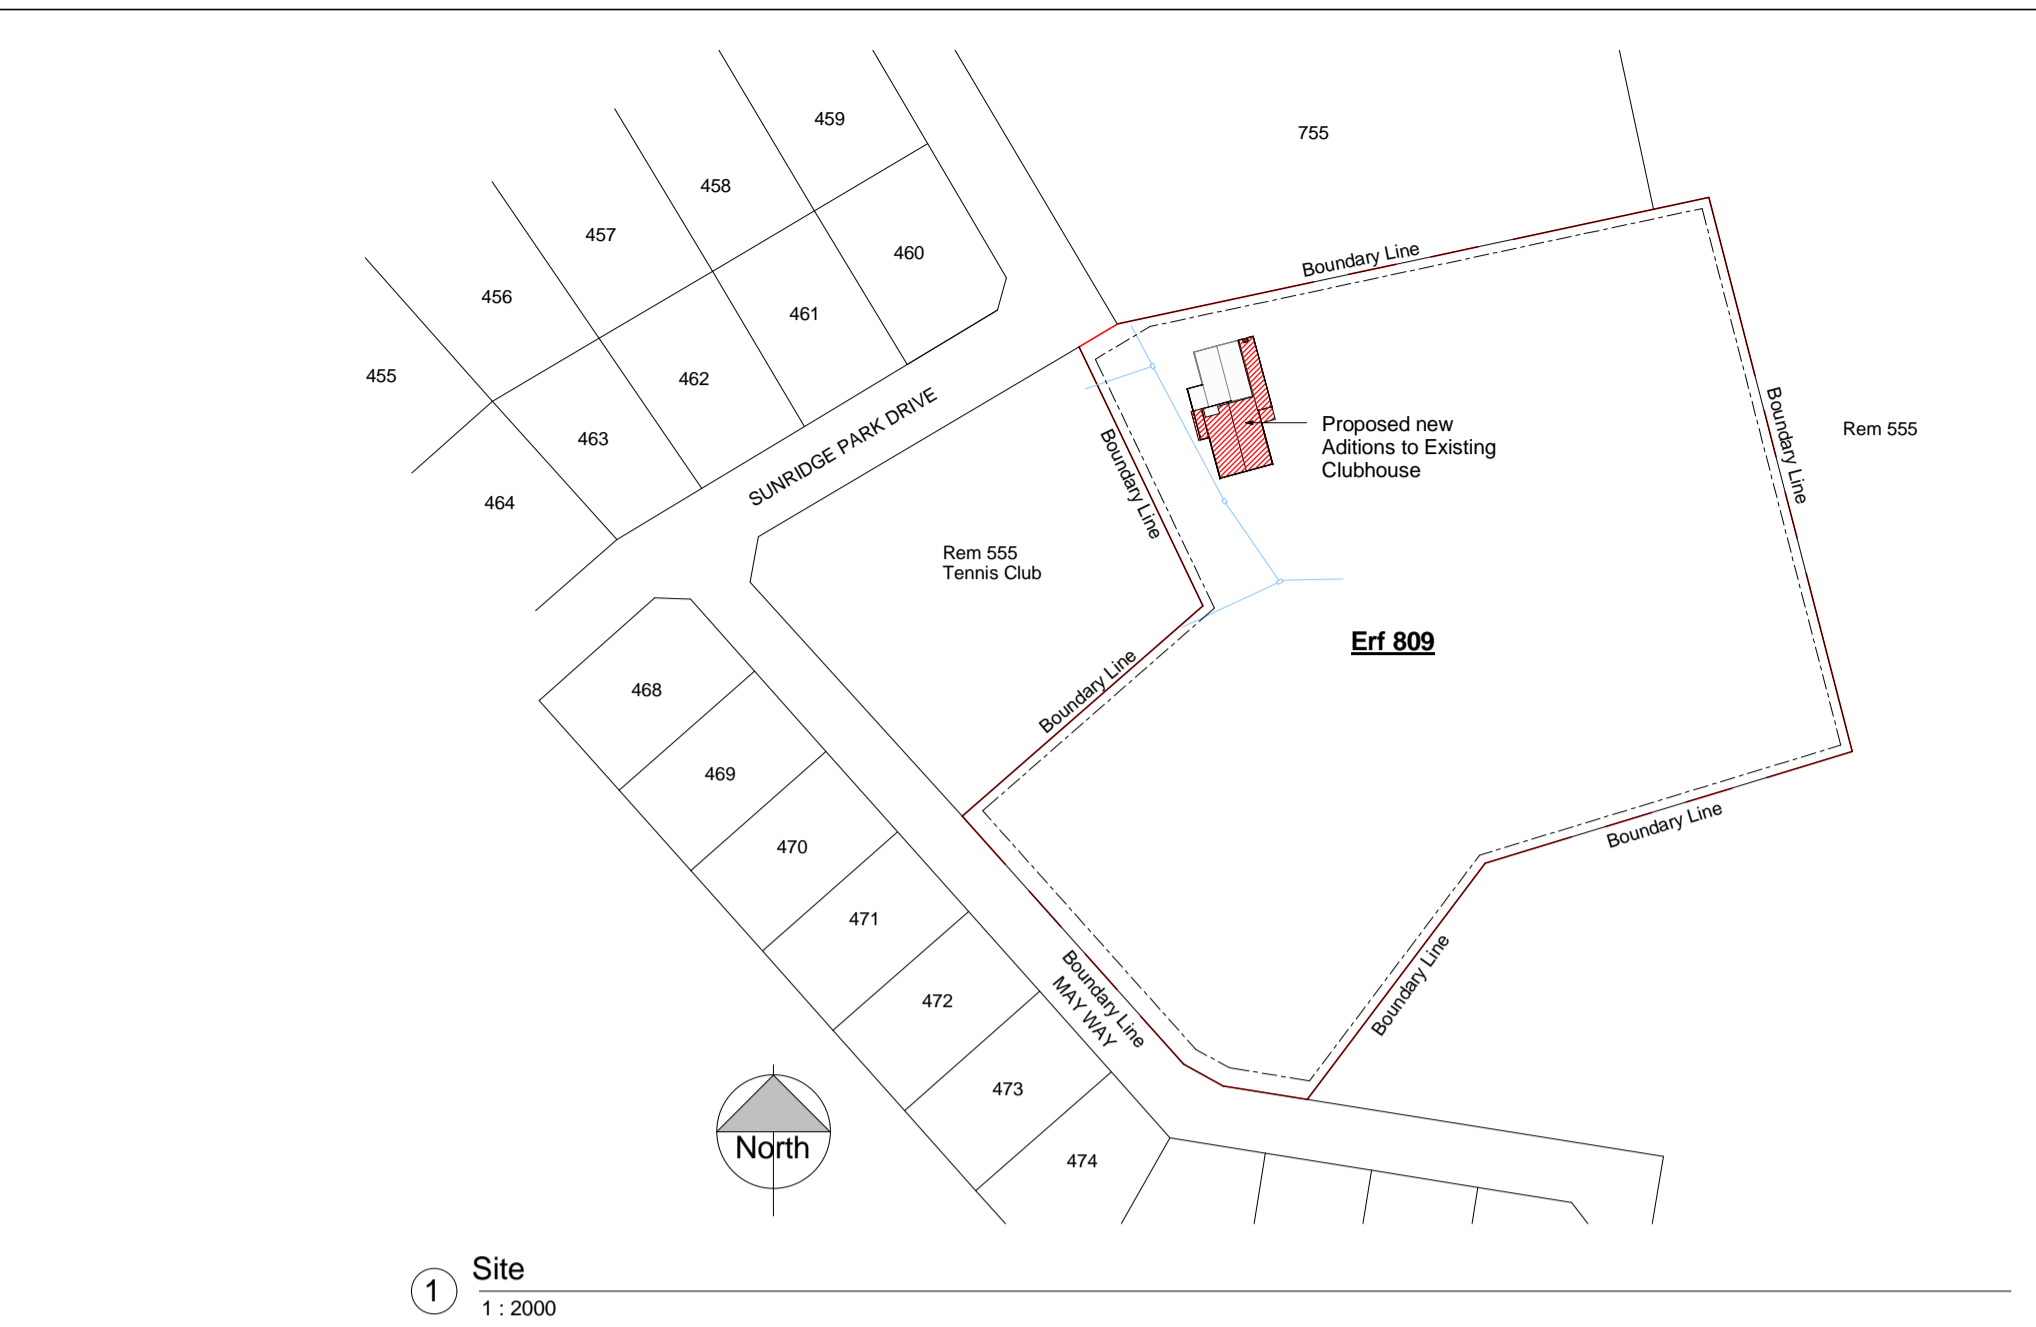 459
755
458
457
460
Boundary Line
456
461
455
462
SUNRIDGE PARK DRIVE
463
464
Boundary Line
Proposed new
Aditions to Existing
Clubhouse
Boundary Line
Rem 555
Rem 555
Tennis Club
Erf 809
Boundary Line
468
469
470
471
472
473
474
Boundary Line
MAY WAY
Boundary Line
Boundary Line
North
1
Site
1 : 2000